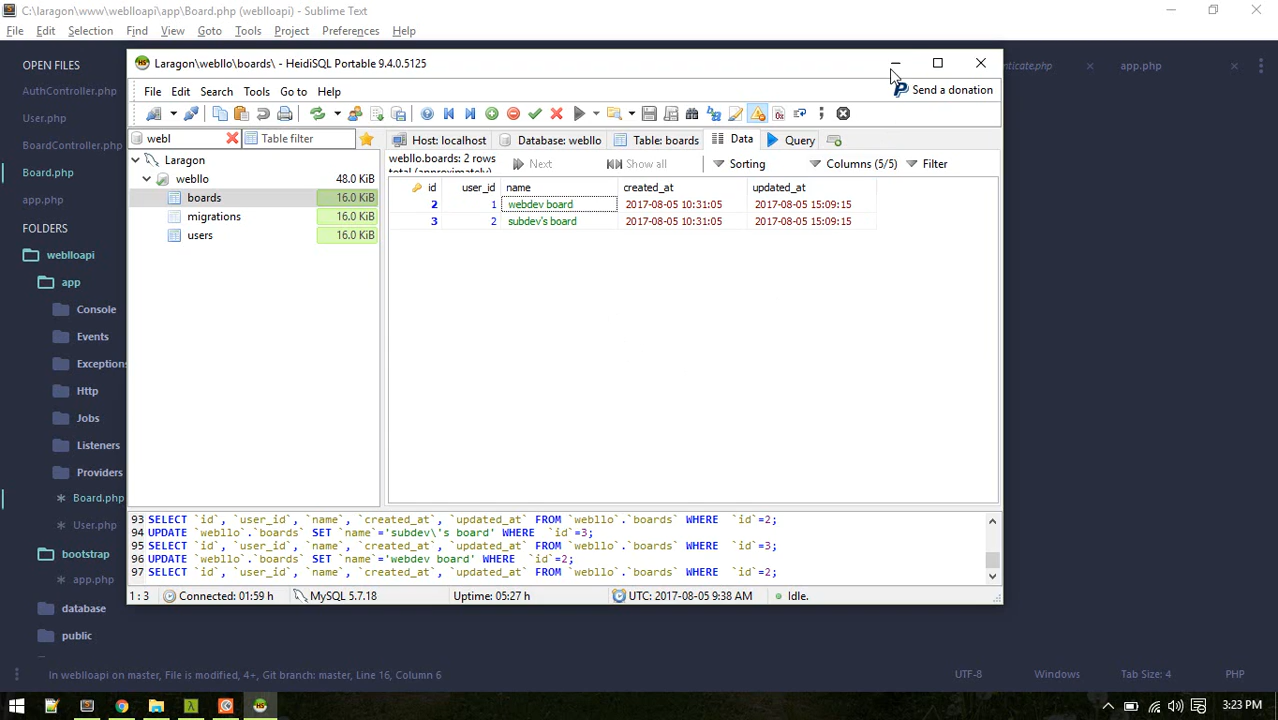 C:\laragon\www\weblloapi\app\Board.php (weblloapi) - Sublime Text
File Edit Selection Find View Goto Tools Project Preferences Help
OPEN FILES
AuthController.php
User.php
BoardController.php
Board.php
app.php
FOLDERS
weblloapi
app
Console
Events
Exceptions
Http
Jobs
Listeners
Providers
Board.php
User.php
bootstrap
app.php
database
public
app.php
Laragon\webllo\boards\ - HeidiSQL Portable 9.4.0.5125
File Edit Search Tools Go to Help
Send a donation
webl
Table filter
Host: localhost Database: webllo Table: boards Data Query
Laragon
webllo 48.0 KiB
boards 16.0 KiB
migrations 16.0 KiB
users 16.0 KiB
webllo.boards: 2 rows
total (approximately)
Next Show all Sorting Columns (5/5) Filter
id user_id name created_at updated_at
2 1 webdev board 2017-08-05 10:31:05 2017-08-05 15:09:15
3 2 subdev's board 2017-08-05 10:31:05 2017-08-05 15:09:15
93 SELECT `id`, `user_id`, `name`, `created_at`, `updated_at` FROM `webllo`.`boards` WHERE `id`=2;
94 UPDATE `webllo`.`boards` SET `name`='subdev\'s board' WHERE `id`=3;
95 SELECT `id`, `user_id`, `name`, `created_at`, `updated_at` FROM `webllo`.`boards` WHERE `id`=3;
96 UPDATE `webllo`.`boards` SET `name`='webdev board' WHERE `id`=2;
97 SELECT `id`, `user_id`, `name`, `created_at`, `updated_at` FROM `webllo`.`boards` WHERE `id`=2;
1 : 3 Connected: 01:59 h MySQL 5.7.18 Uptime: 05:27 h UTC: 2017-08-05 9:38 AM Idle.
In weblloapi on master, File is modified, 4+, Git branch: master, Line 16, Column 6
UTF-8 Windows Tab Size: 4 PHP
3:23 PM